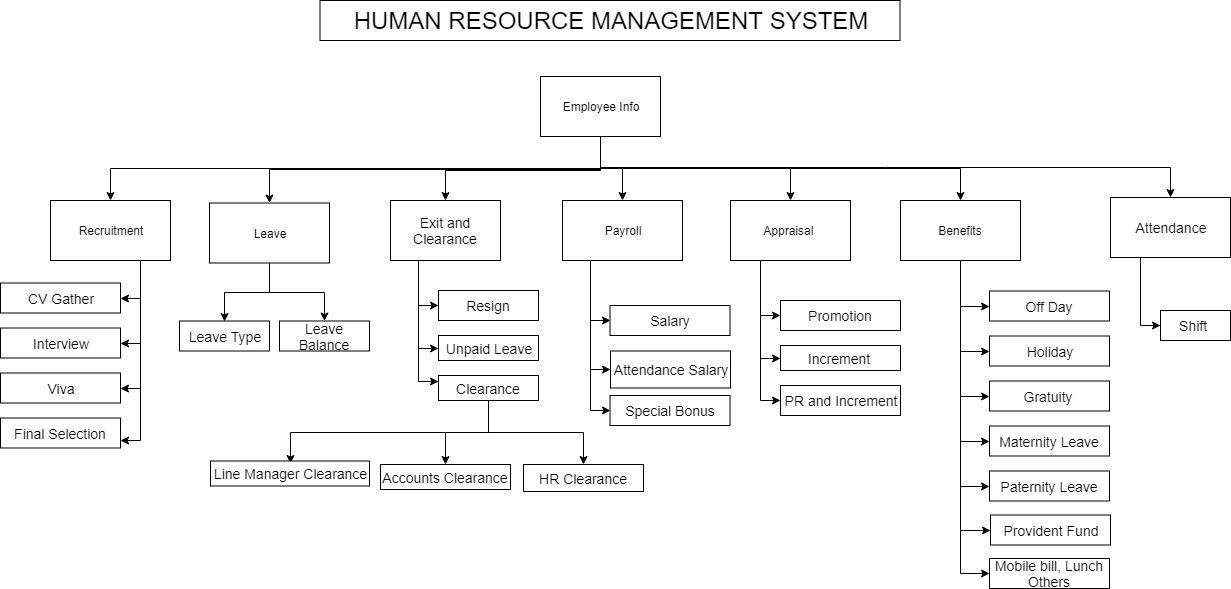 HUMAN RESOURCE MANAGEMENT SYSTEM
Employee Info
Recruitment
Leave
Exit and
Clearance
Payroll
Appraisal
Benefits
Attendance
CV Gather
Interview
Viva
Final Selection
Leave Type
Leave
Balance
Resign
Unpaid Leave
Clearance
Line Manager Clearance
Accounts Clearance
HR Clearance
Salary
Attendance Salary
Special Bonus
Promotion
Increment
PR and Increment
Off Day
Holiday
Gratuity
Maternity Leave
Paternity Leave
Provident Fund
Mobile bill, Lunch
Others
Shift